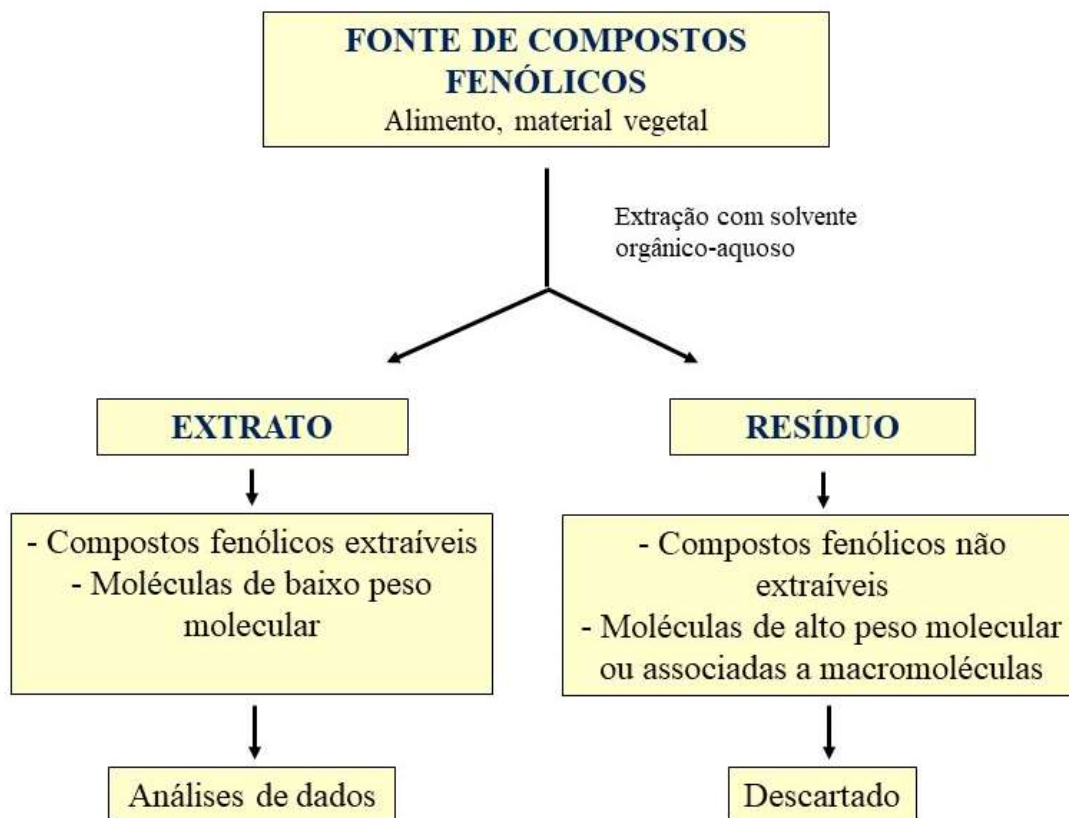 FONTE DE COMPOSTOS
FENÓLICOS
Alimento, material vegetal
Extração com solvente
orgânico-aquoso
EXTRATO
RESÍDUO
- Compostos fenólicos extraíveis
- Moléculas de baixo peso
molecular
- Compostos fenólicos não
extraíveis
- Moléculas de alto peso molecular
ou associadas a macromoléculas
Análises de dados
Descartado